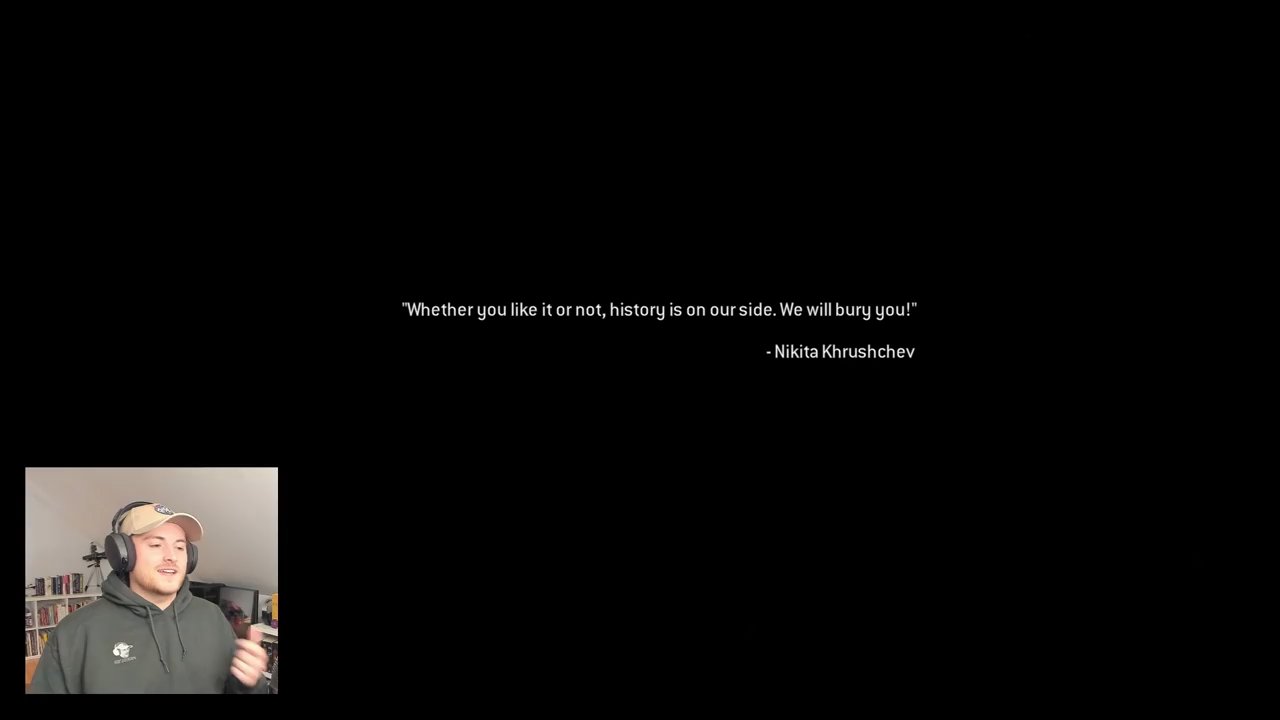 "Whether you like it or not, history is on our side. We will bury you!"
- Nikita Khrushchev